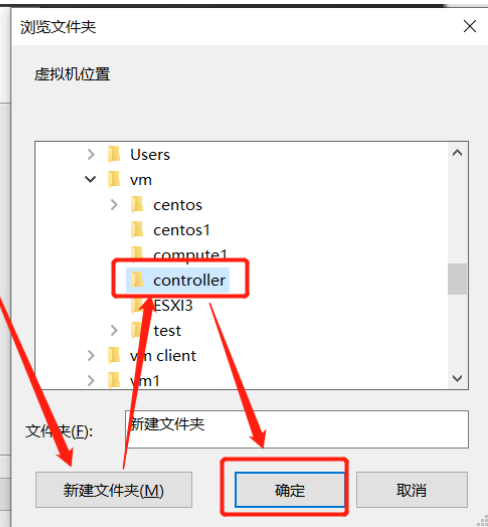 浏览文件夹
虚拟机位置
Users
vm
centos
centos1
compute1
controller
ESXI3
test
vm client
vm1
文件夹(F):
新建文件夹
新建文件夹(M)
确定
取消